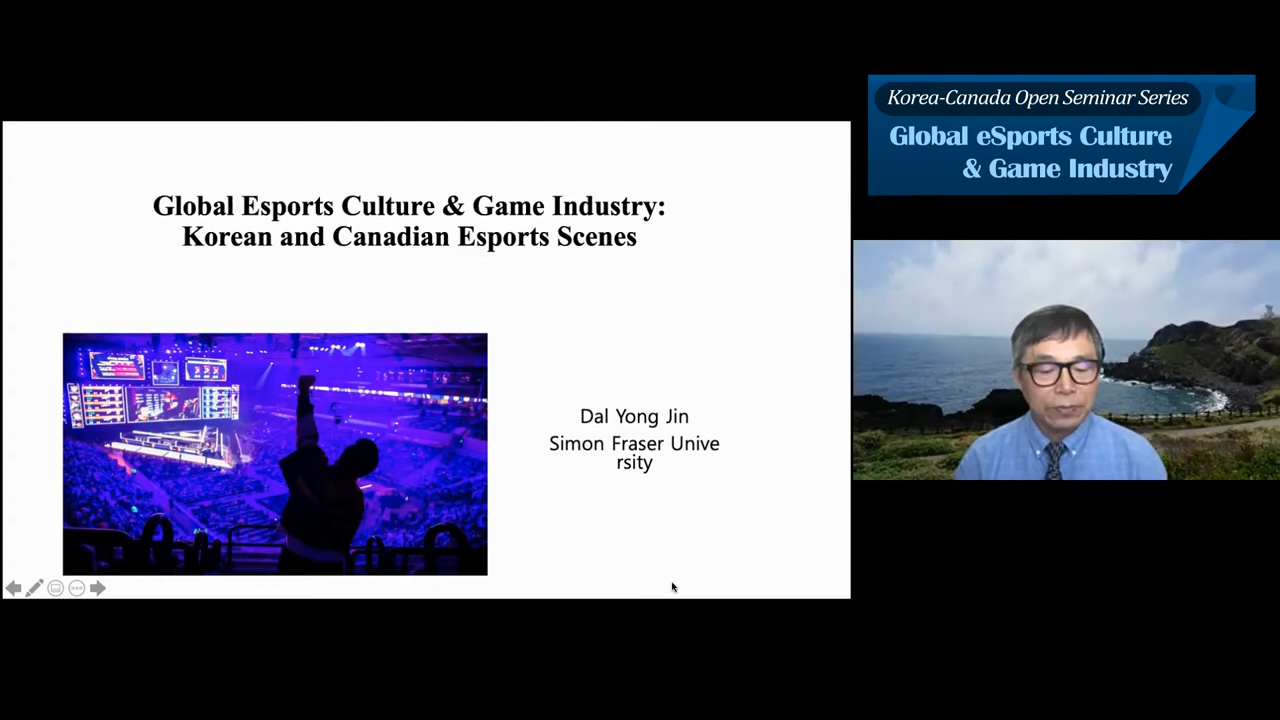 Global Esports Culture & Game Industry:
Korean and Canadian Esports Scenes
Dal Yong Jin
Simon Fraser Unive
rsity
Korea-Canada Open Seminar Series
Global eSports Culture
& Game Industry